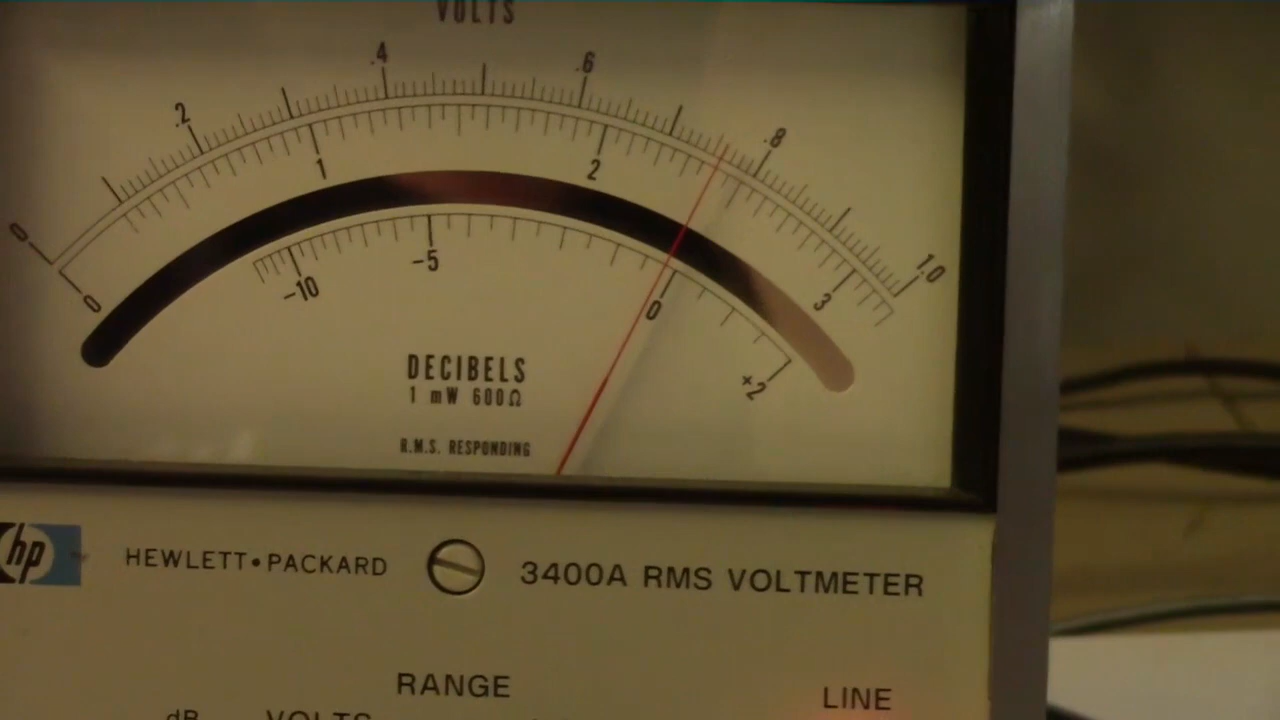 VOLTS
0 .2 .4 .6 .8 1.0
0 1 2 3
-10 -5 0 +2
DECIBELS
1 mW 600Ω
R.M.S. RESPONDING
hp HEWLETT•PACKARD 3400A RMS VOLTMETER
RANGE LINE
dB VOLTS